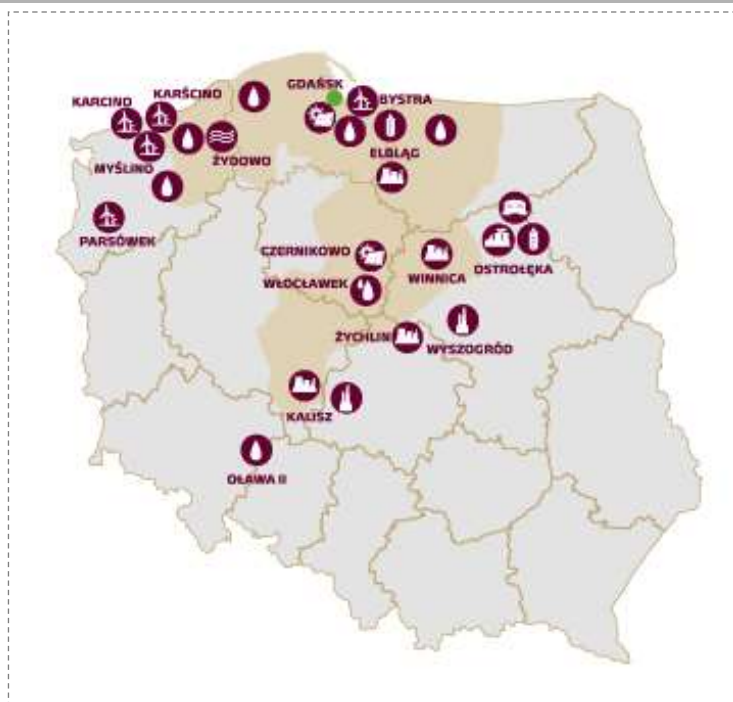 GDAŃSK
KARŚCINO
KARCINO
BYSTRA
ŻYDOWO
ELBLĄG
MYŚLINO
PARSÓWEK
CZERNIKOWO
WINNICA
OSTROŁĘKA
WŁOCŁAWEK
ŻYCHLIN
WYSZOGRÓD
KALISZ
OŁAWA II